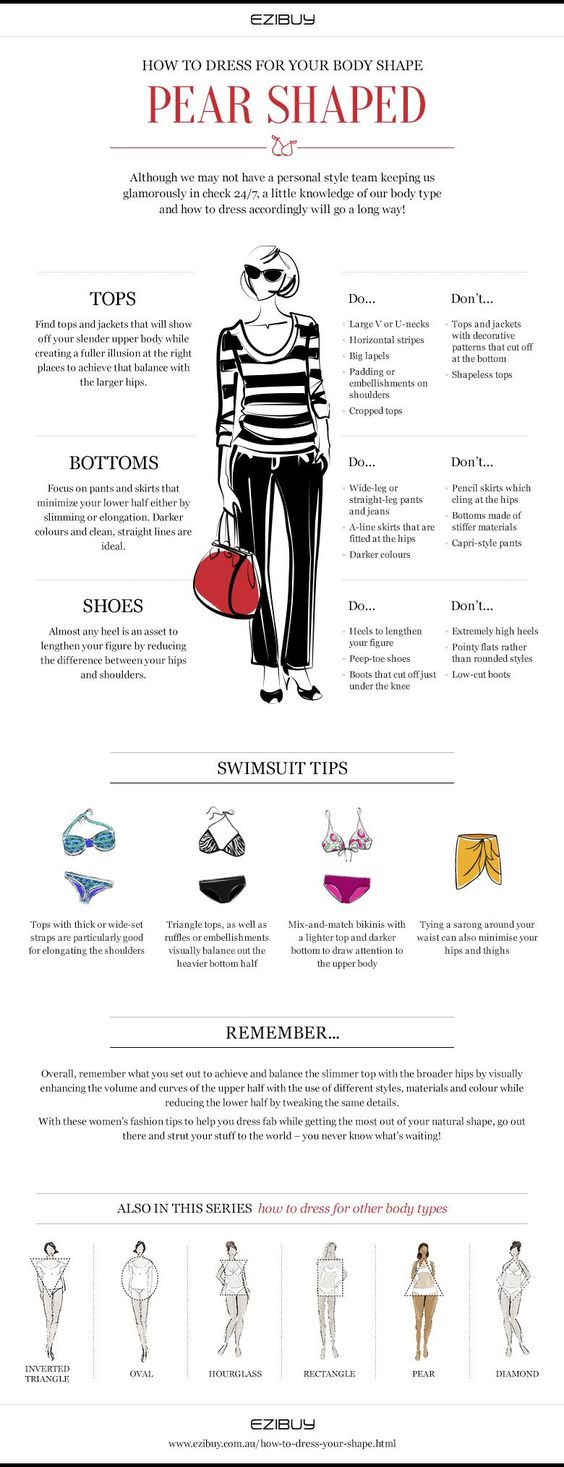 EZIBUY
HOW TO DRESS FOR YOUR BODY SHAPE
PEAR SHAPED
Although we may not have a personal style team keeping us
glamorously in check 24/7, a little knowledge of our body type
and how to dress accordingly will go a long way!
TOPS
Find tops and jackets that will show
off your slender upper body while
creating a fuller illusion at the right
places to achieve that balance with
the larger hips.
Do...
Large V or U-necks
Horizontal stripes
Big lapels
Padding or
embellishments on
shoulders
Cropped tops
Don't...
Tops and jackets
with decorative
patterns that cut off
at the bottom
Shapeless tops
BOTTOMS
Focus on pants and skirts that
minimize your lower half either by
slimming or elongation. Darker
colours and clean, straight lines are
ideal.
Do...
Wide-leg or
straight-leg pants
and jeans
A-line skirts that are
fitted at the hips
Darker colours
Don't...
Pencil skirts which
cling at the hips
Bottoms made of
stiffer materials
Capri-style pants
SHOES
Almost any heel is an asset to
lengthen your figure by reducing
the difference between your hips
and shoulders.
Do...
Heels to lengthen
your figure
Peep-toe shoes
Boots that cut off just
under the knee
Don't...
Extremely high heels
Pointy flats rather
than rounded styles
Low-cut boots
SWIMSUIT TIPS
Tops with thick or wide-set
straps are particularly good
for elongating the shoulders
Triangle tops, as well as
ruffles or embellishments
visually balance out the
heavier bottom half
Mix-and-match bikinis with
a lighter top and darker
bottom to draw attention to
the upper body
Tying a sarong around your
waist can also minimise your
hips and thighs
REMEMBER...
Overall, remember what you set out to achieve and balance the slimmer top with the broader hips by visually
enhancing the volume and curves of the upper half with the use of different styles, materials and colour while
reducing the lower half by tweaking the same details.
With these women's fashion tips to help you dress fab while getting the most out of your natural shape, go out
there and strut your stuff to the world – you never know what's waiting!
ALSO IN THIS SERIES how to dress for other body types
INVERTED
TRIANGLE
OVAL
HOURGLASS
RECTANGLE
PEAR
DIAMOND
EZIBUY
www.ezibuy.com.au/how-to-dress-your-shape.html